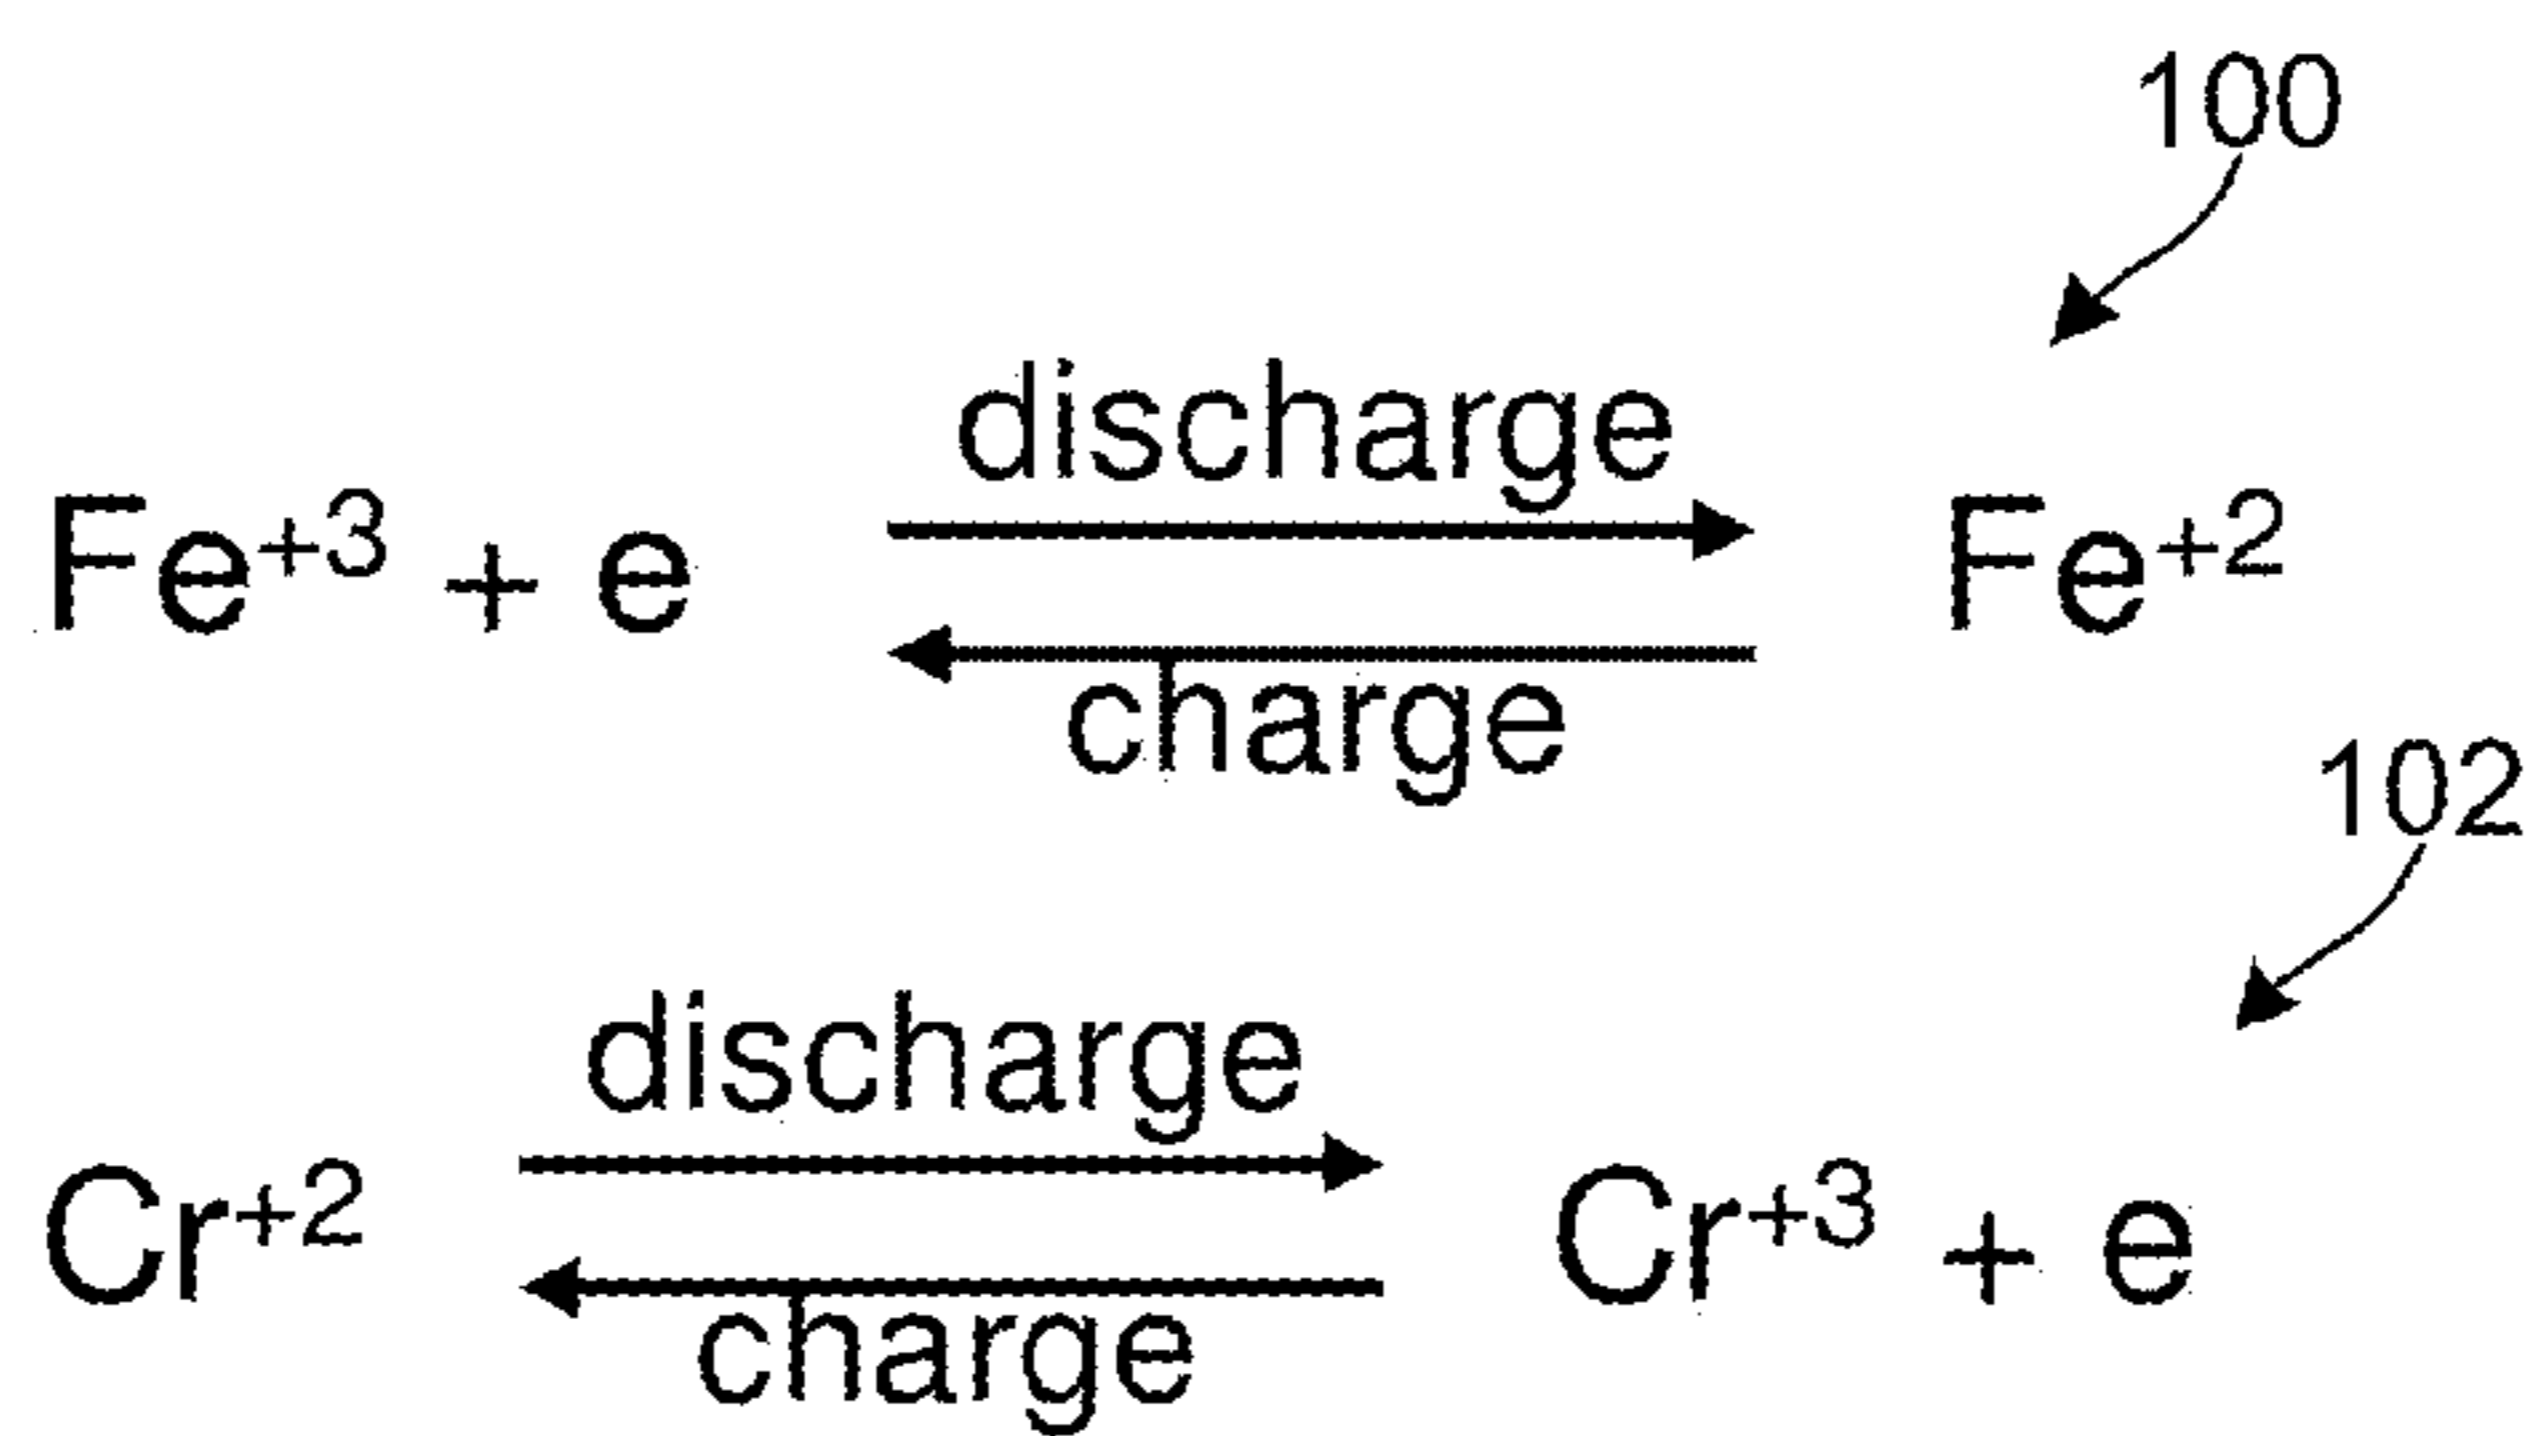 100
discharge
Fe+3 + e Fe+2
charge
102
discharge
Cr+2 Cr+3 + e
charge